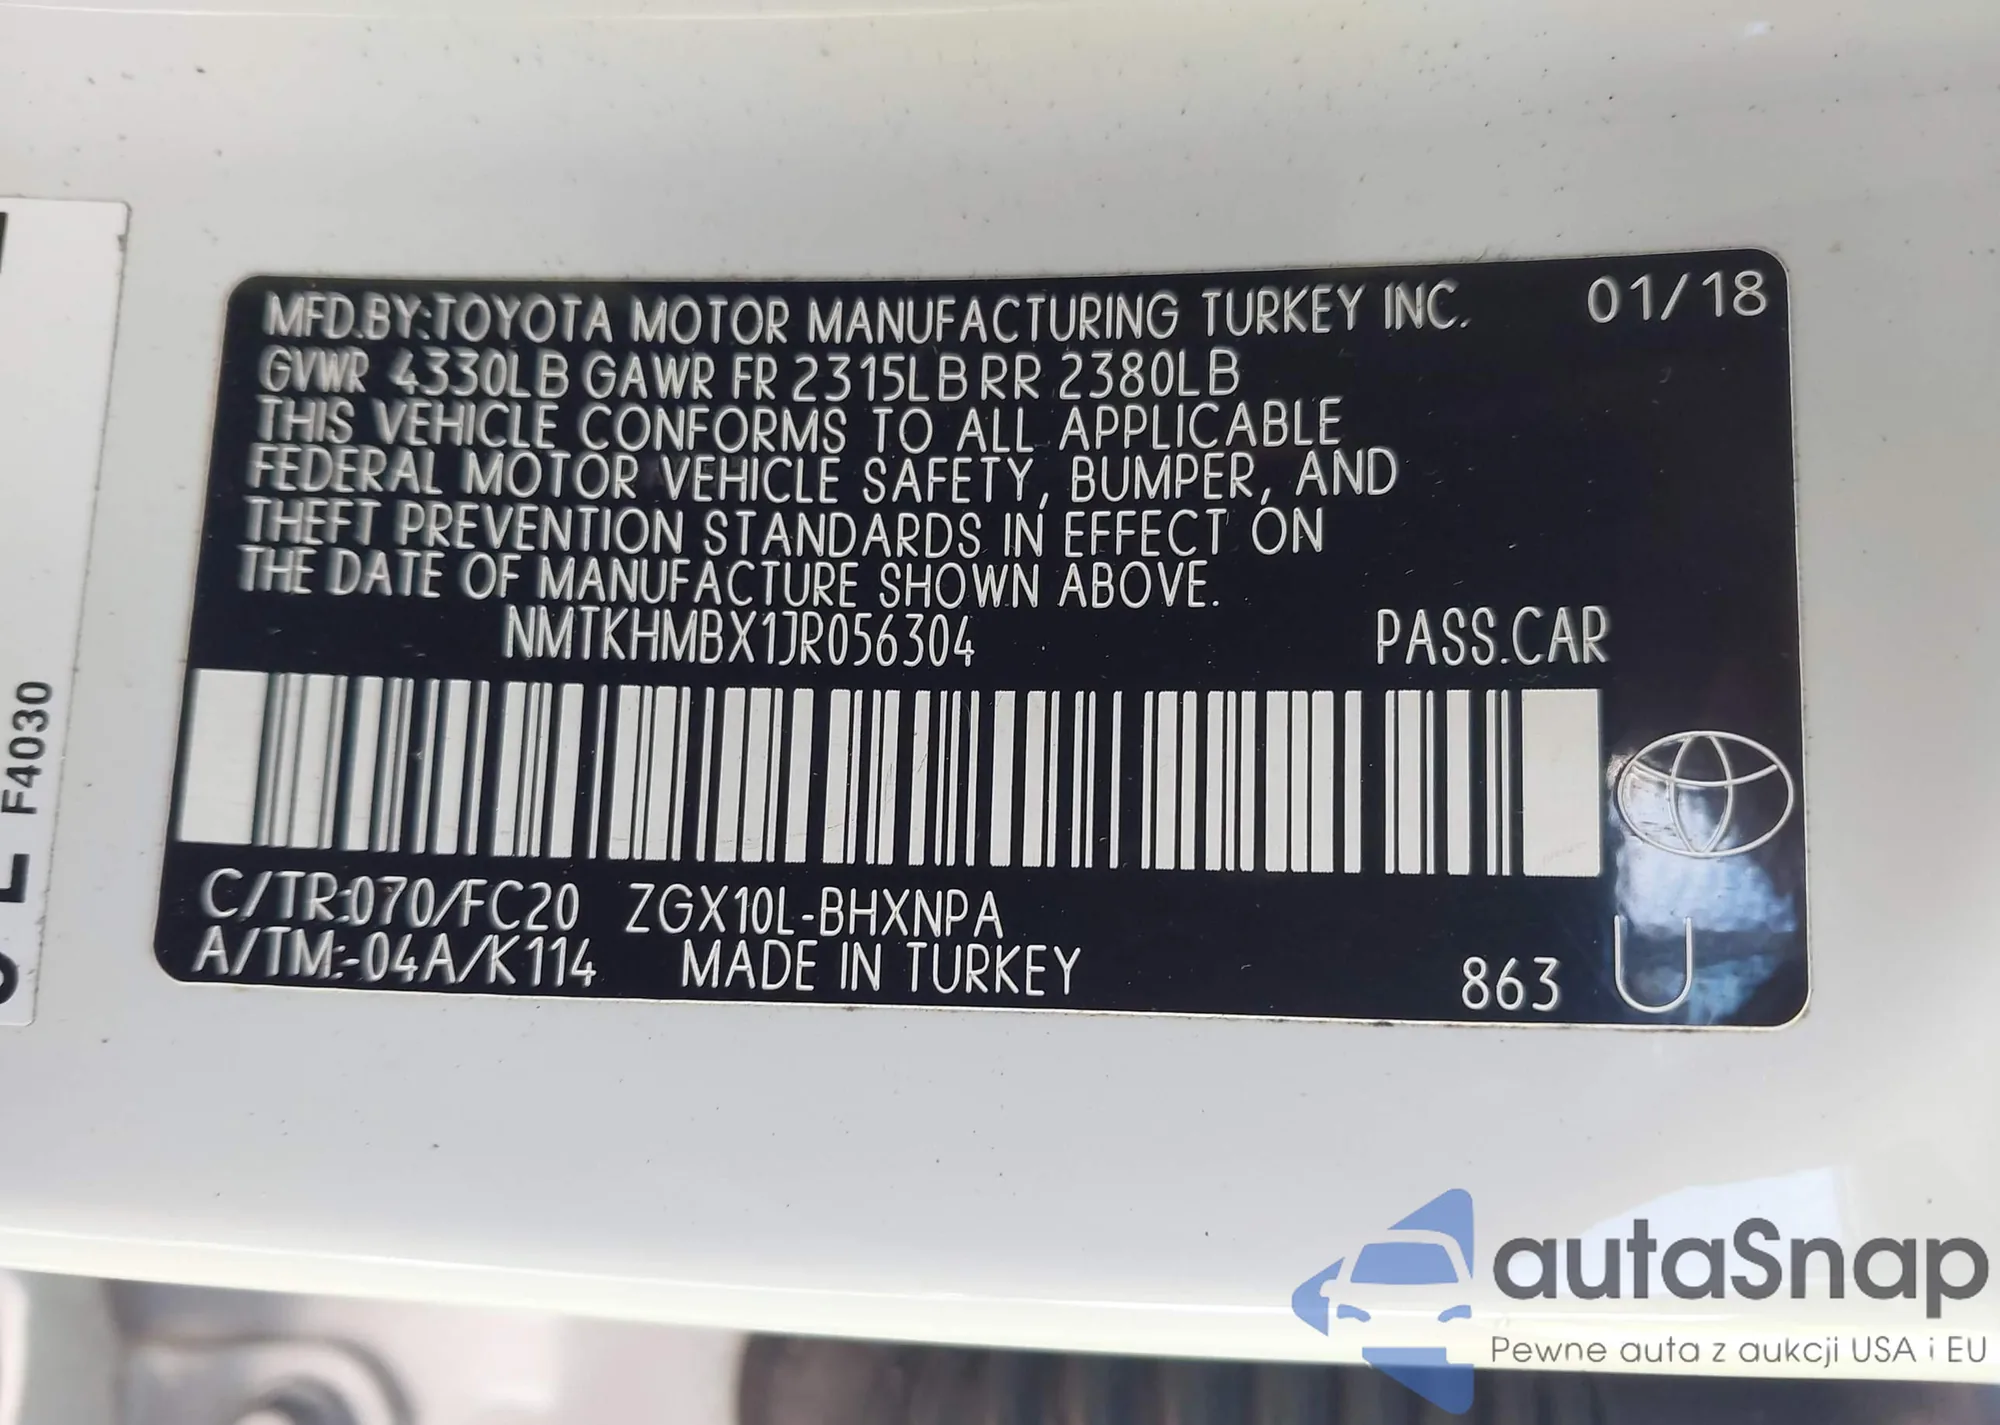 MFD.BY:TOYOTA MOTOR MANUFACTURING TURKEY INC. 01/18
GVWR 4330LB GAWR FR 2315LB RR 2380LB
THIS VEHICLE CONFORMS TO ALL APPLICABLE
FEDERAL MOTOR VEHICLE SAFETY, BUMPER, AND
THEFT PREVENTION STANDARDS IN EFFECT ON
THE DATE OF MANUFACTURE SHOWN ABOVE.
NMTKHMBX1JR056304 PASS.CAR
C/TR:070/FC20 ZGX10L-BHXNPA
A/TM:-04A/K114 MADE IN TURKEY 863 U
F4030
autaSnap
Pewne auta z aukcji USA i EU